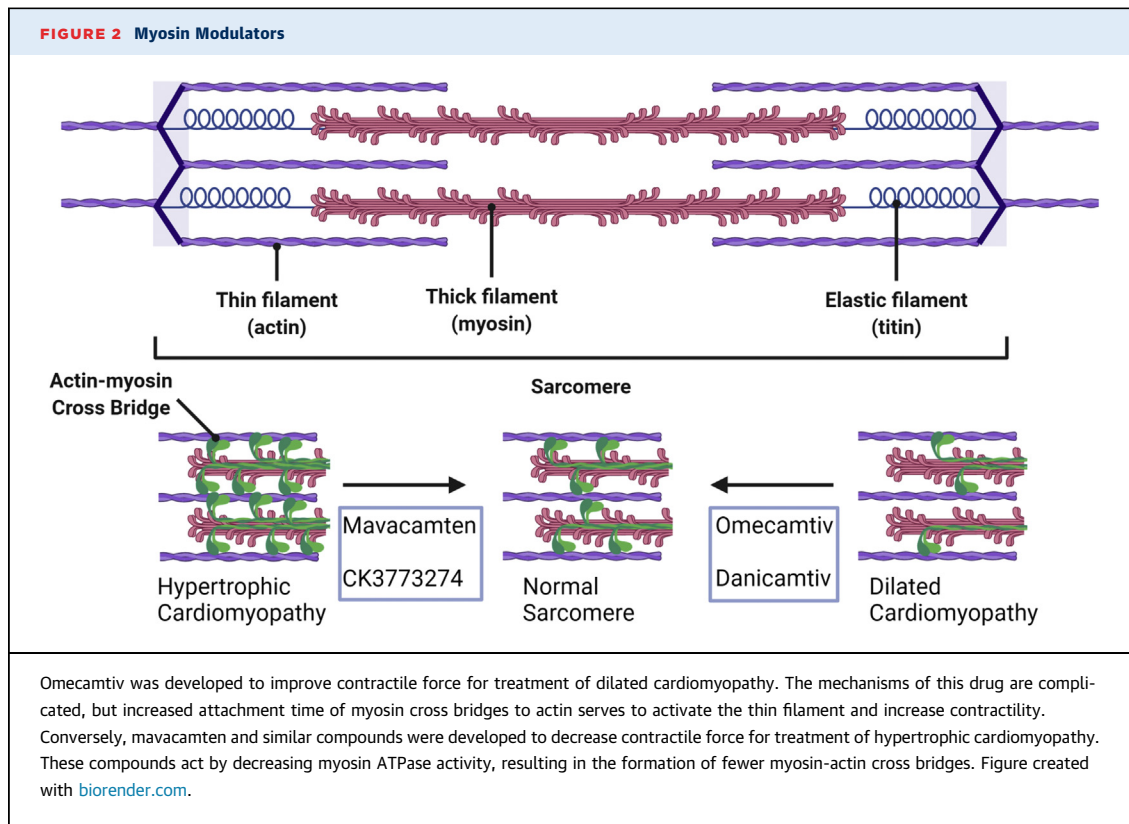 FIGURE 2 Myosin Modulators
Thin filament
(actin)
Thick filament
(myosin)
Elastic filament
(titin)
Actin-myosin
Cross Bridge
Sarcomere
Mavacamten
CK3773274
Omecamtiv
Danicamtiv
Hypertrophic
Cardiomyopathy
Normal
Sarcomere
Dilated
Cardiomyopathy
Omecamtiv was developed to improve contractile force for treatment of dilated cardiomyopathy. The mechanisms of this drug are compli-
cated, but increased attachment time of myosin cross bridges to actin serves to activate the thin filament and increase contractility.
Conversely, mavacamten and similar compounds were developed to decrease contractile force for treatment of hypertrophic cardiomyopathy.
These compounds act by decreasing myosin ATPase activity, resulting in the formation of fewer myosin-actin cross bridges. Figure created
with biorender.com.